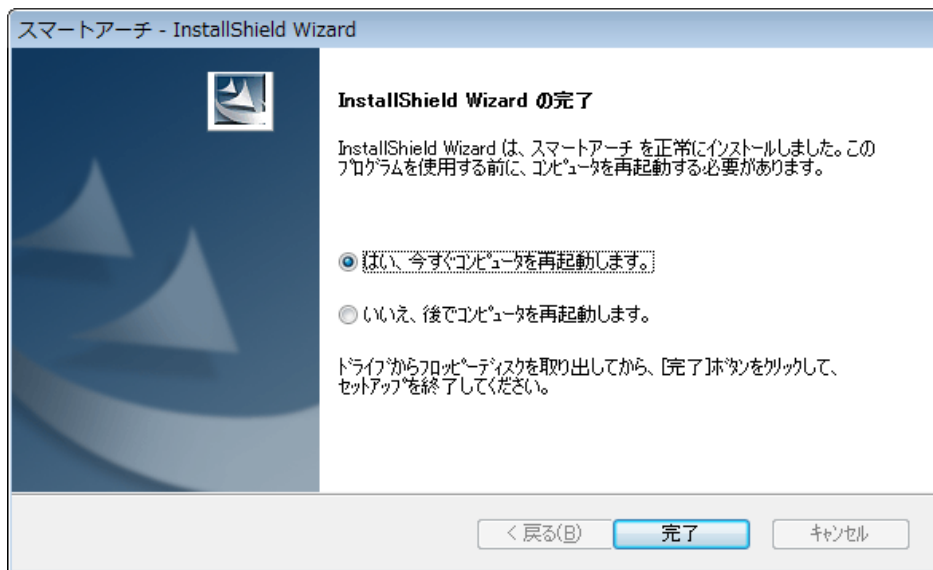 スマートアーチ - InstallShield Wizard
InstallShield Wizard の完了
InstallShield Wizard は、スマートアーチ を正常にインストールしました。この
プログラムを使用する前に、コンピュータを再起動する必要があります。
はい、今すぐコンピュータを再起動します。
いいえ、後でコンピュータを再起動します。
ドライブからフロッピーディスクを取り出してから、[完了]ボタンをクリックして、
セットアップを終了してください。
< 戻る(B)
完了
キャンセル